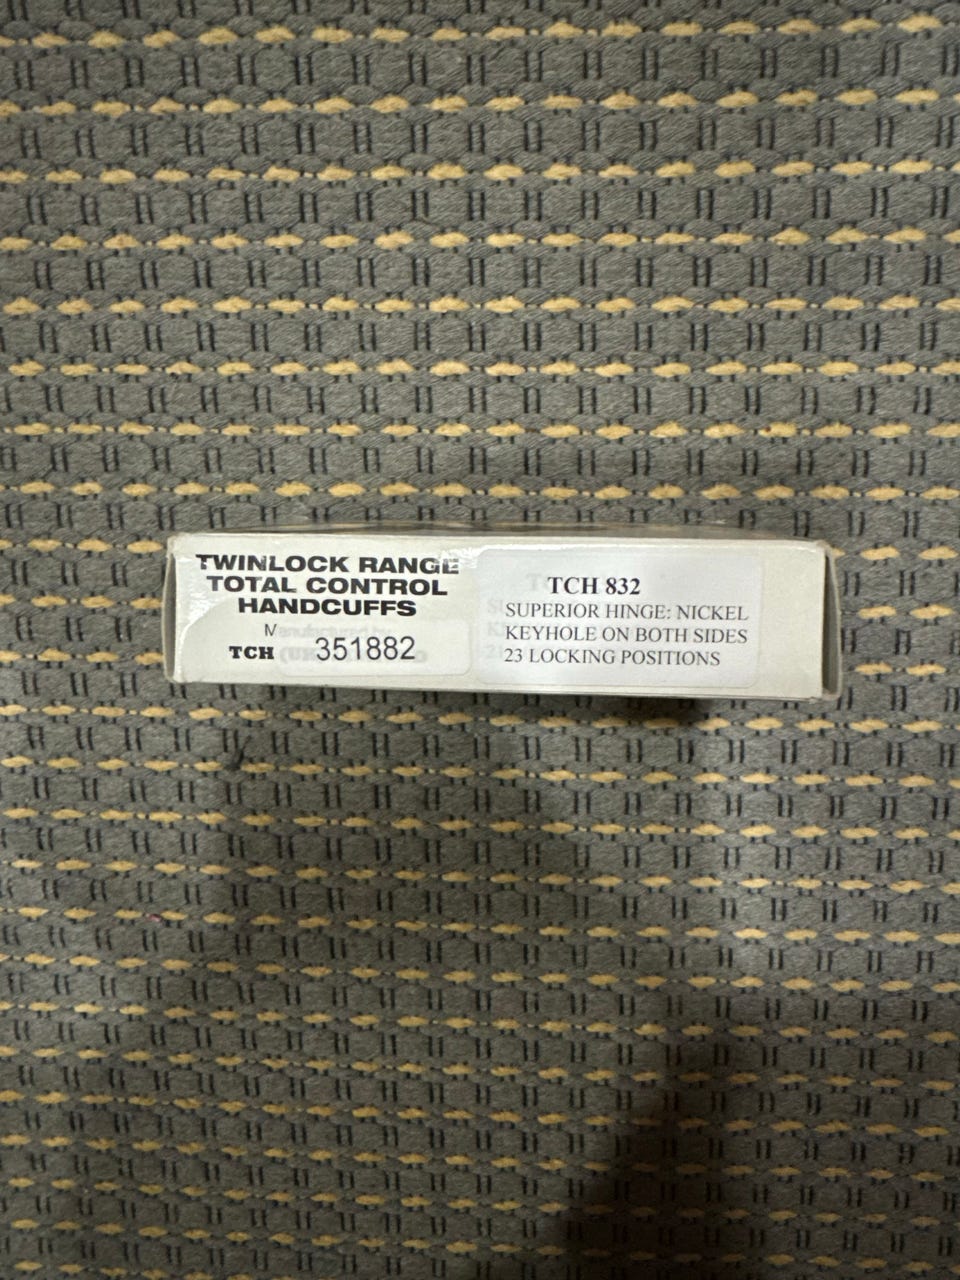 TWINLOCK RANGE
TOTAL CONTROL
HANDCUFFS
TCH 351882
TCH 832
SUPERIOR HINGE: NICKEL
KEYHOLE ON BOTH SIDES
23 LOCKING POSITIONS